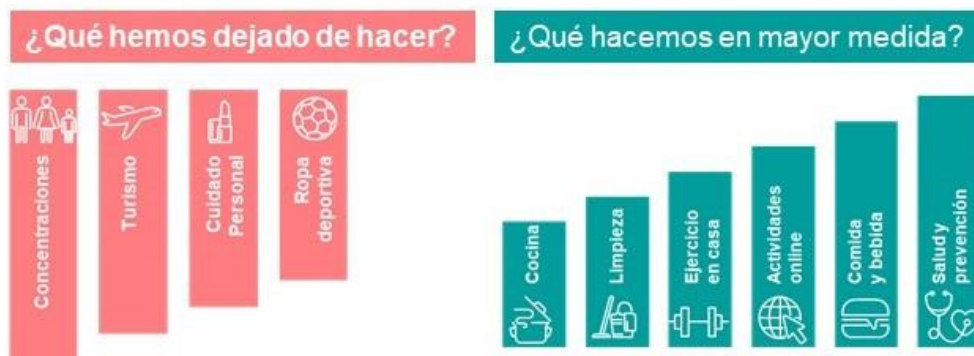 ¿Qué hemos dejado de hacer?
¿Qué hacemos en mayor medida?
Concentraciones
Turismo
Cuidado
Personal
Ropa
deportiva
Cocina
Limpieza
Ejercicio
en casa
Actividades
online
Comida
y bebida
Salud y
prevención